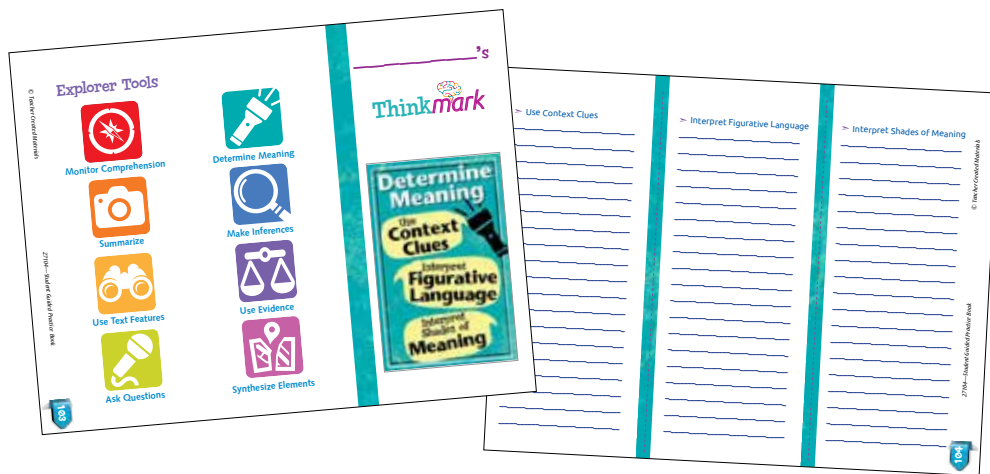 © Teacher Created Materials
27104—Student Guided Practice Book
Explorer Tools
Monitor Comprehension
Determine Meaning
Summarize
Make Inferences
Use Text Features
Use Evidence
Ask Questions
Synthesize Elements
103
's
Thinkmark
Determine
Meaning
Use
Context
Clues
Interpret
Figurative
Language
Interpret
Shades of
Meaning
➣ Use Context Clues
➣ Interpret Figurative Language
➣ Interpret Shades of Meaning
© Teacher Created Materials
27104—Student Guided Practice Book
104